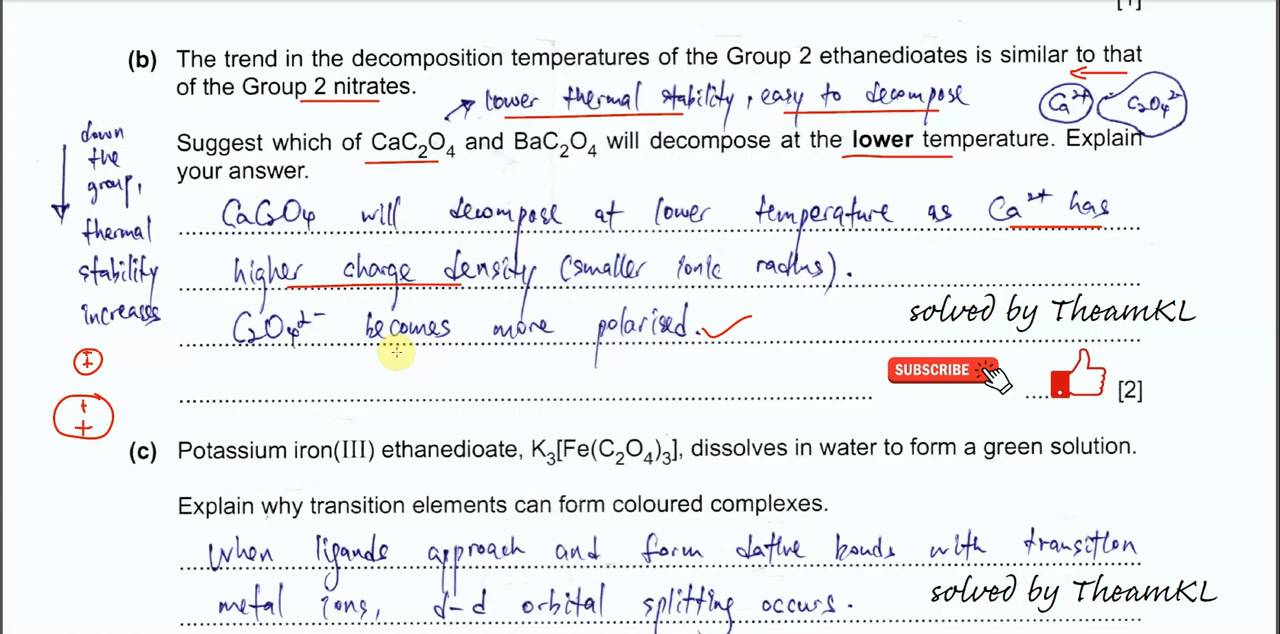 [1]
(b) The trend in the decomposition temperatures of the Group 2 ethanedioates is similar to that
of the Group 2 nitrates.
lower thermal stability, easy to decompose
Ca²⁺ C₂O₄²⁻
Suggest which of CaC₂O₄ and BaC₂O₄ will decompose at the lower temperature. Explain
your answer.
down
the
group,
thermal
stability
increases
CaC₂O₄ will decompose at lower temperature as Ca²⁺ has
higher charge density (smaller ionic radius).
C₂O₄²⁻ becomes more polarised.
solved by TheamKL
SUBSCRIBE
[2]
+
+
+
(c) Potassium iron(III) ethanedioate, K₃[Fe(C₂O₄)₃], dissolves in water to form a green solution.
Explain why transition elements can form coloured complexes.
When ligands approach and form dative bonds with transition
metal ions, d-d orbital splitting occurs.
solved by TheamKL